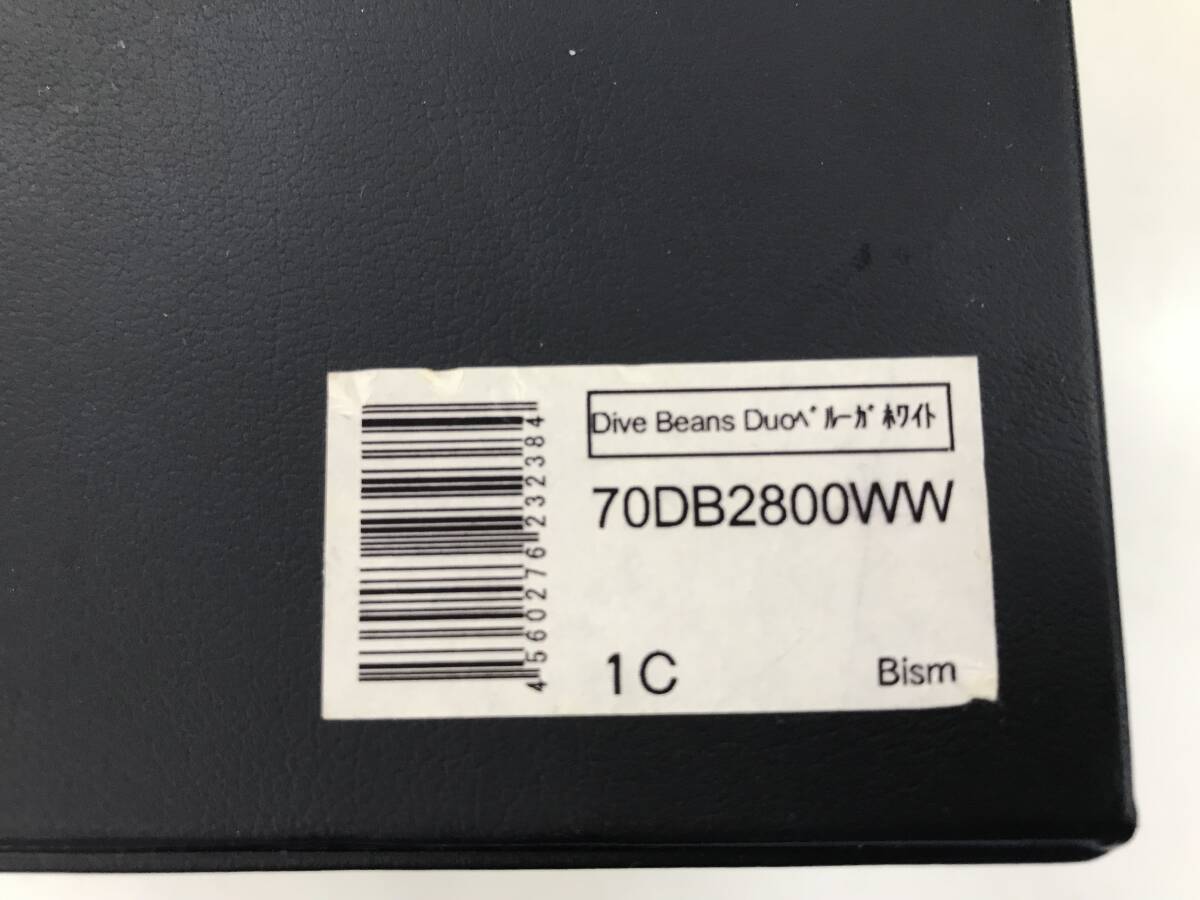 Dive Beans Duoﾍﾞﾙｰｶﾞﾎﾜｲﾄ
70DB2800WW
4560276232384
1C
Bism